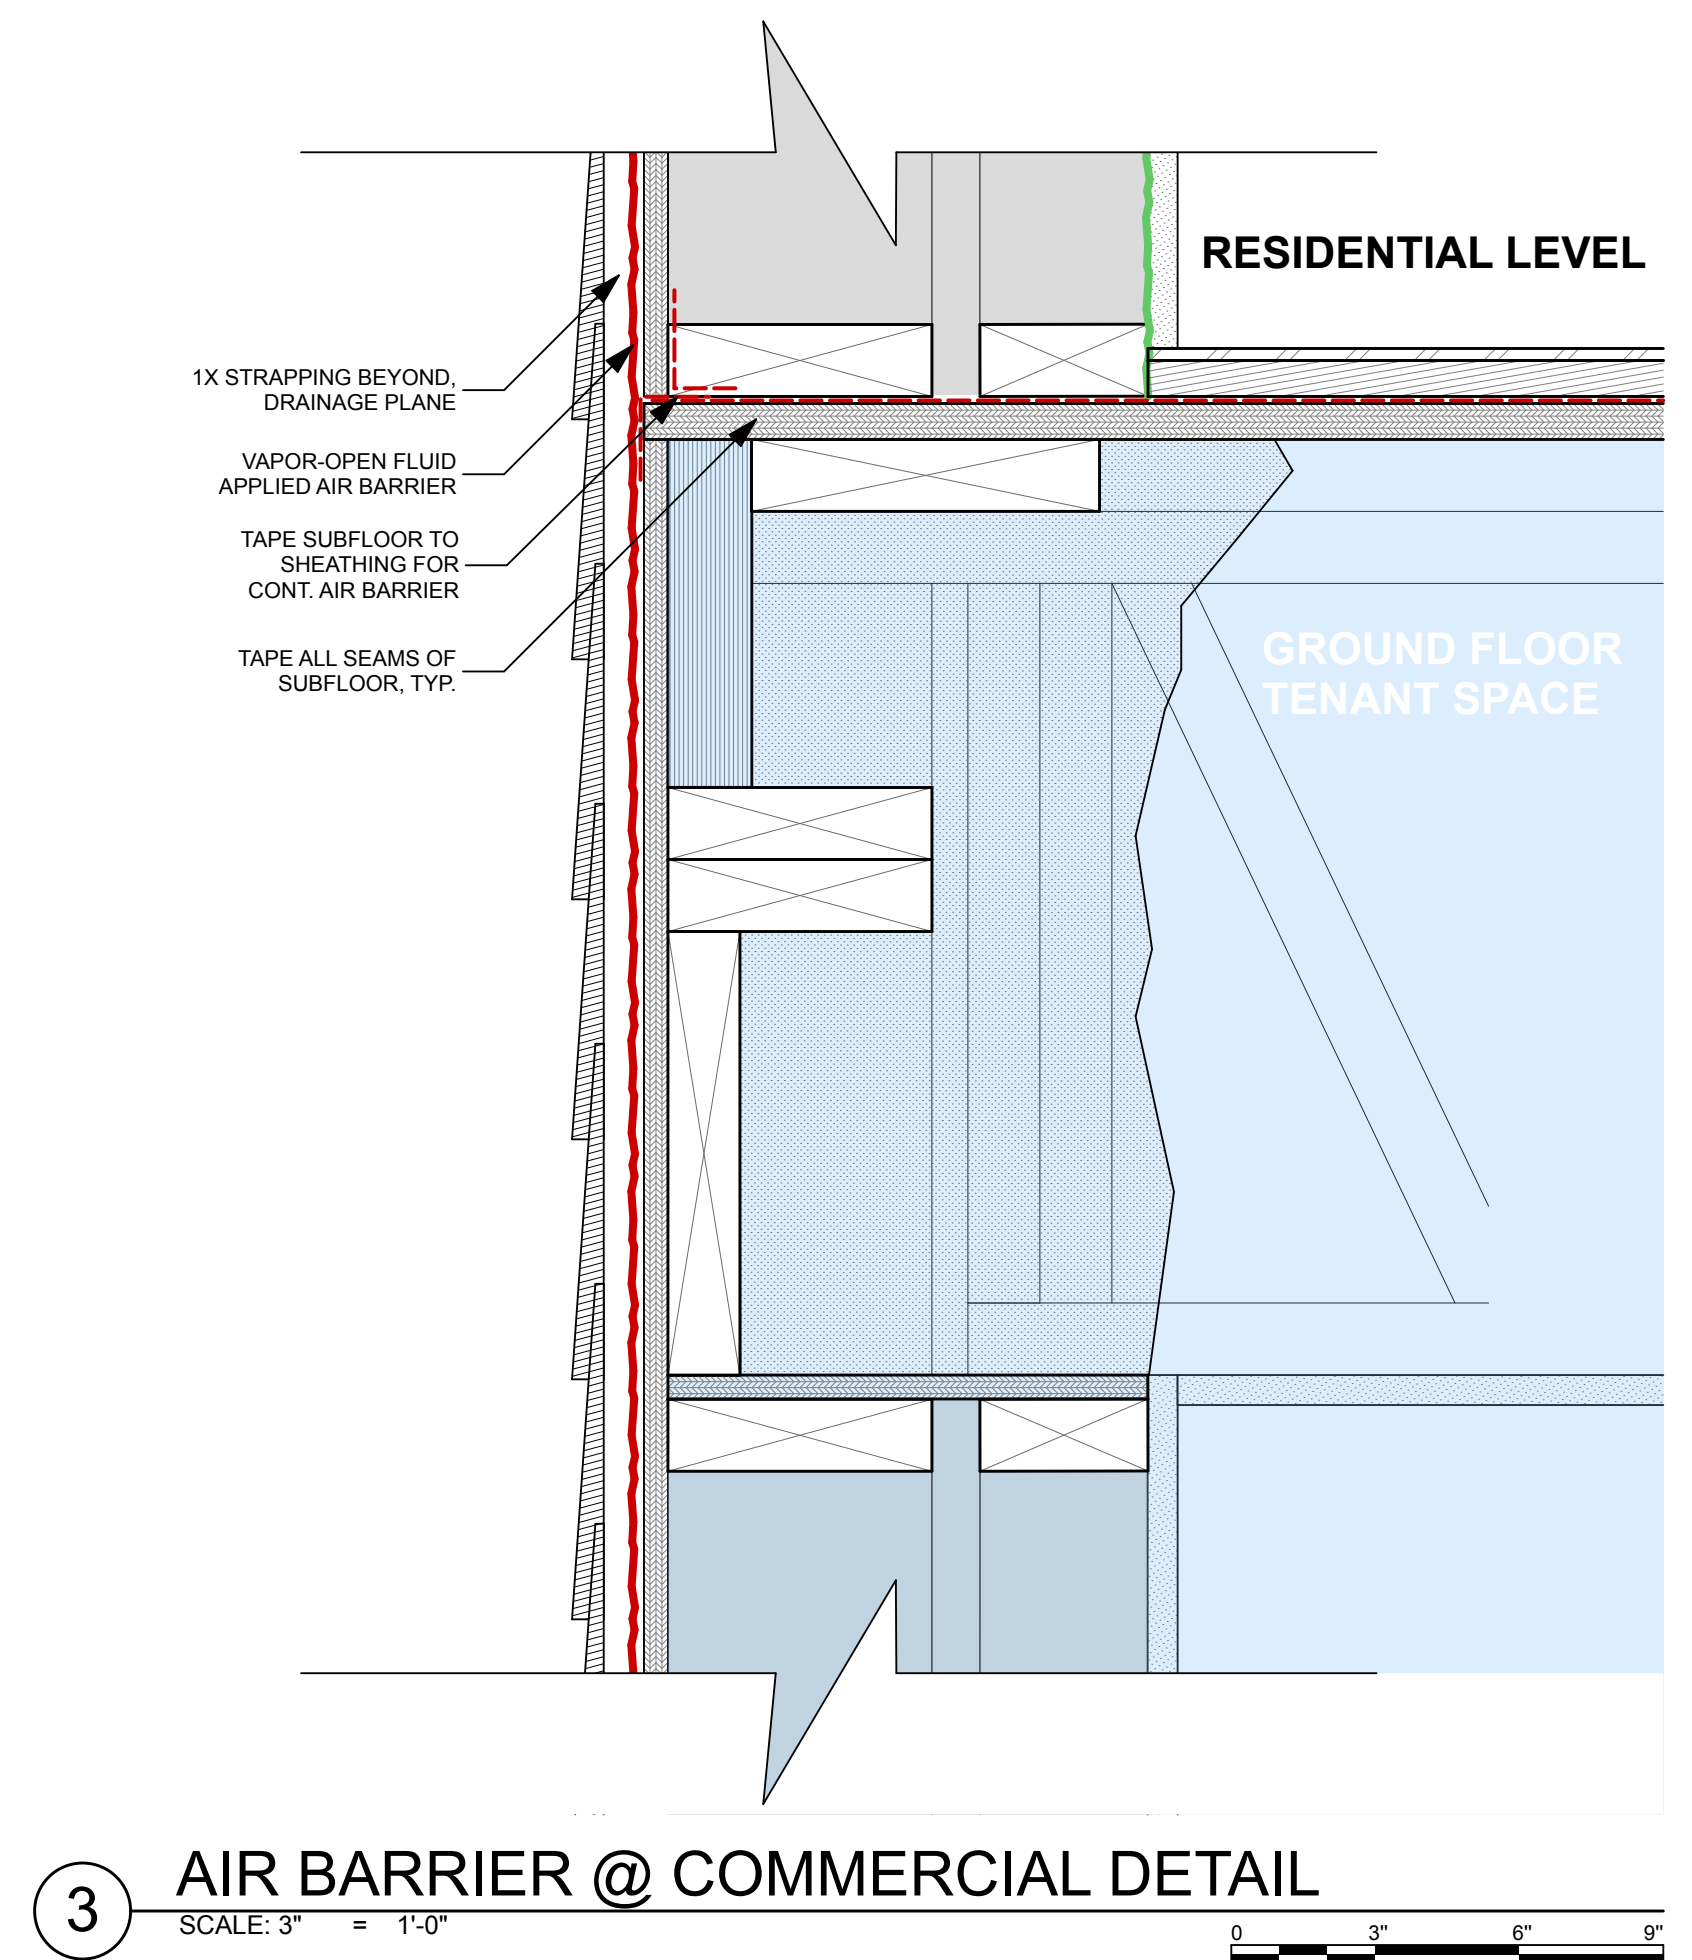 RESIDENTIAL LEVEL
1X STRAPPING BEYOND,
DRAINAGE PLANE
VAPOR-OPEN FLUID
APPLIED AIR BARRIER
TAPE SUBFLOOR TO
SHEATHING FOR
CONT. AIR BARRIER
TAPE ALL SEAMS OF
SUBFLOOR, TYP.
GROUND FLOOR
TENANT SPACE
3
AIR BARRIER @ COMMERCIAL DETAIL
SCALE: 3" = 1'-0"
0 3" 6" 9"